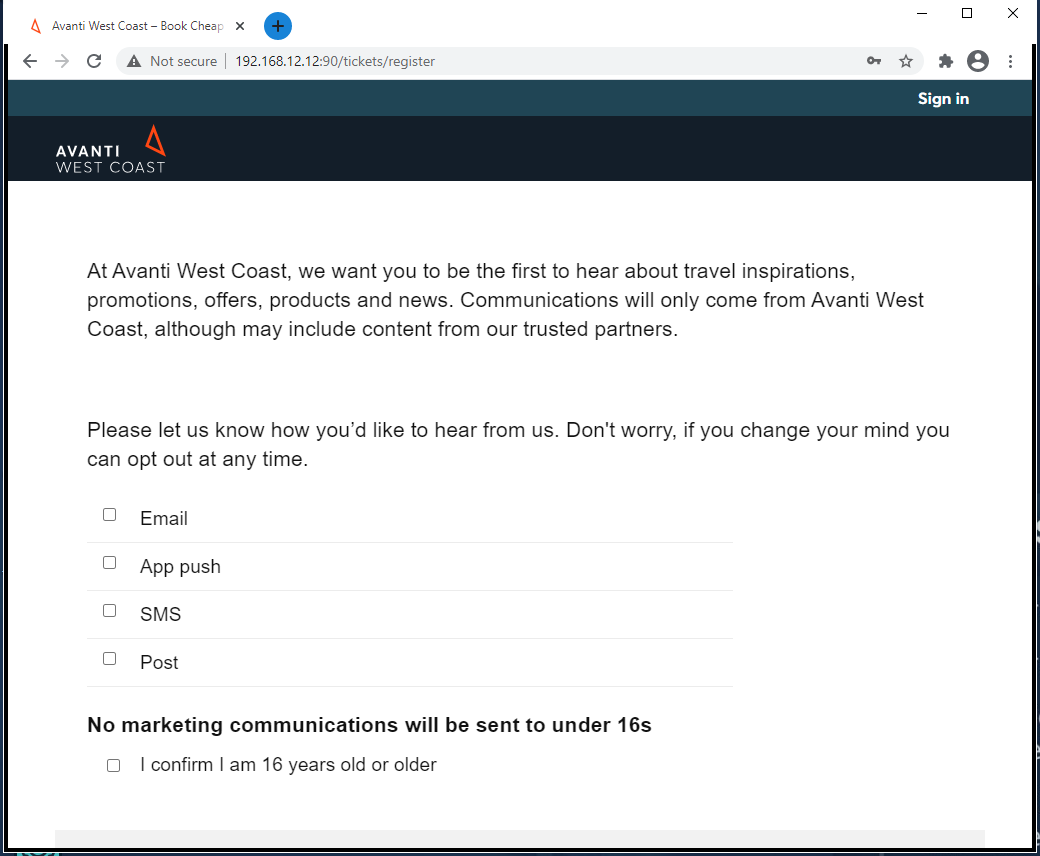 Avanti West Coast – Book Cheap
Not secure
192.168.12.12:90/tickets/register
Sign in
AVANTI
WEST COAST
At Avanti West Coast, we want you to be the first to hear about travel inspirations,
promotions, offers, products and news. Communications will only come from Avanti West
Coast, although may include content from our trusted partners.
Please let us know how you’d like to hear from us. Don't worry, if you change your mind you
can opt out at any time.
Email
App push
SMS
Post
No marketing communications will be sent to under 16s
I confirm I am 16 years old or older